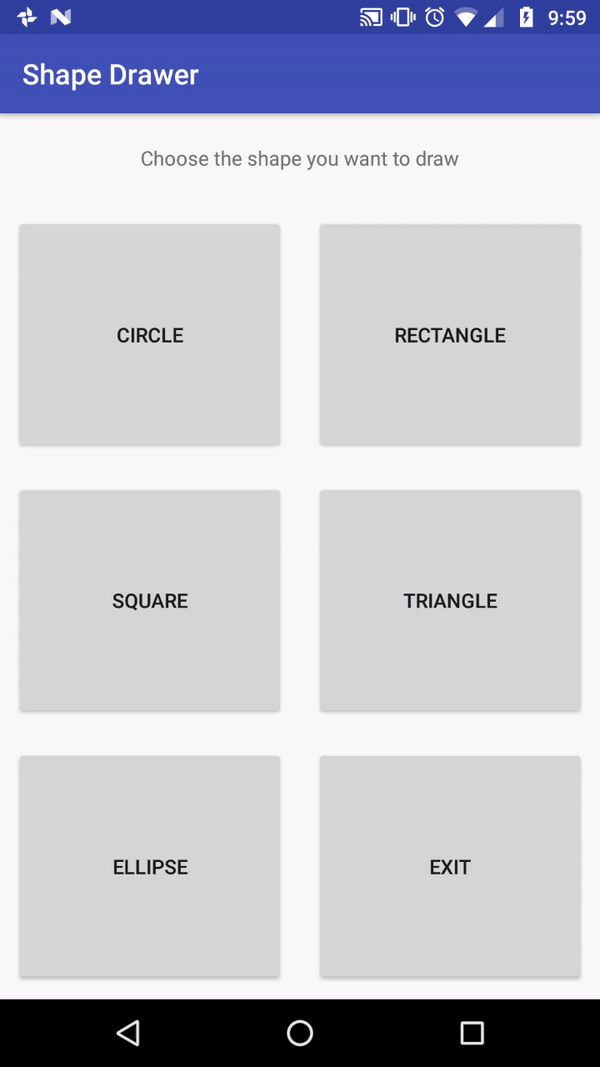 9:59
Shape Drawer
Choose the shape you want to draw
CIRCLE
RECTANGLE
SQUARE
TRIANGLE
ELLIPSE
EXIT